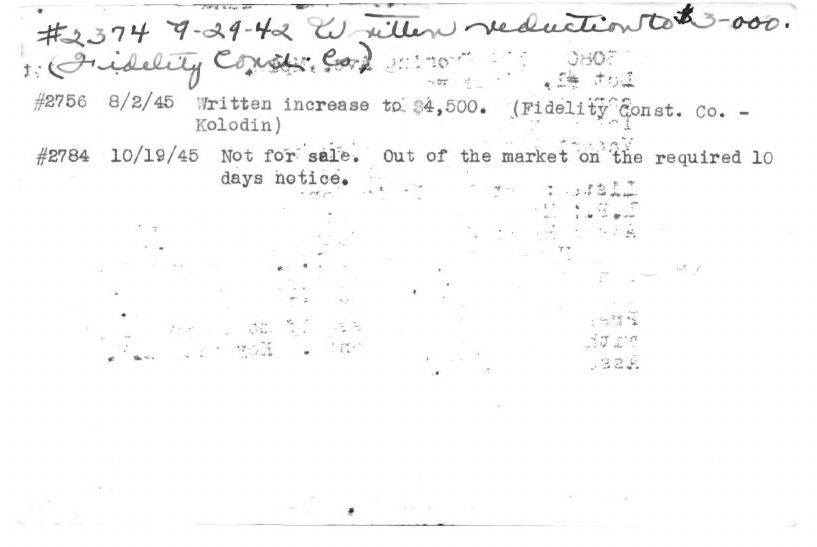 #2374 9-29-42 Written reduction to $3-000.
(Fidelity Const. Co.)
#2756 8/2/45 Written increase to $4,500. (Fidelity Const. Co. -
Kolodin)
#2784 10/19/45 Not for sale. Out of the market on the required 10
days notice.